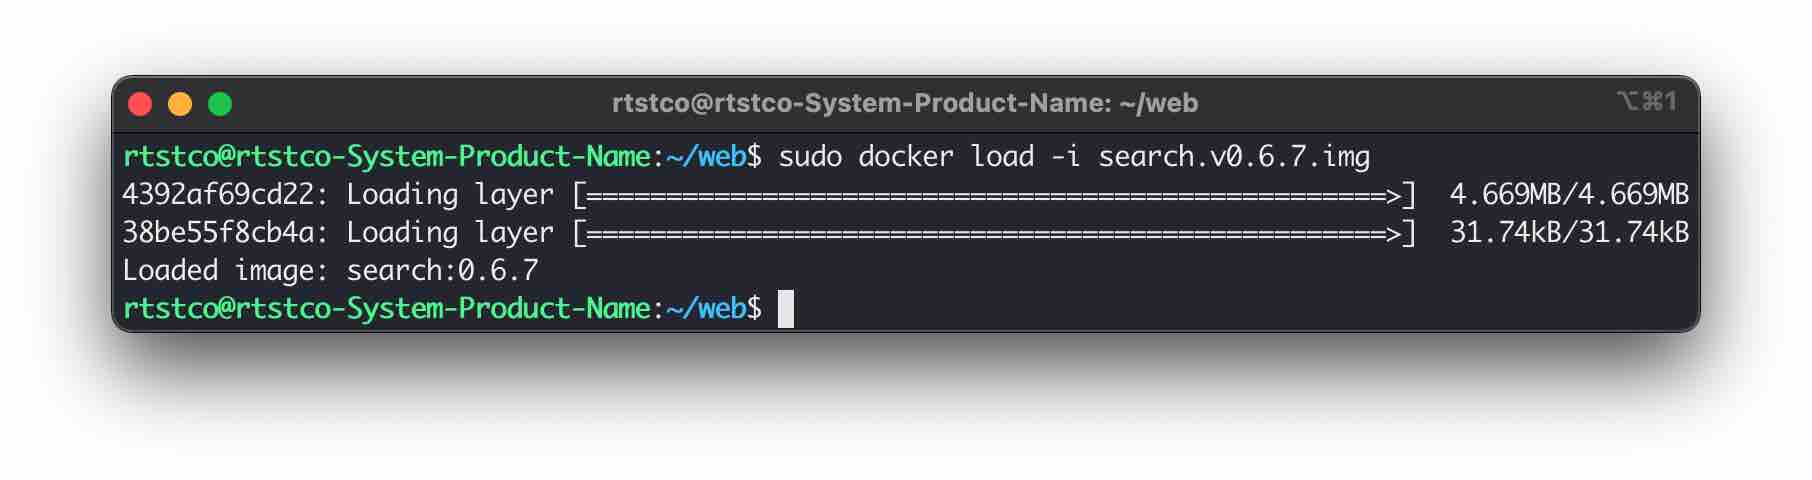 rtstco@rtstco-System-Product-Name: ~/web
⌥⌘1
rtstco@rtstco-System-Product-Name:~/web$ sudo docker load -i search.v0.6.7.img
4392af69cd22: Loading layer [==================================================>]  4.669MB/4.669MB
38be55f8cb4a: Loading layer [==================================================>]  31.74kB/31.74kB
Loaded image: search:0.6.7
rtstco@rtstco-System-Product-Name:~/web$